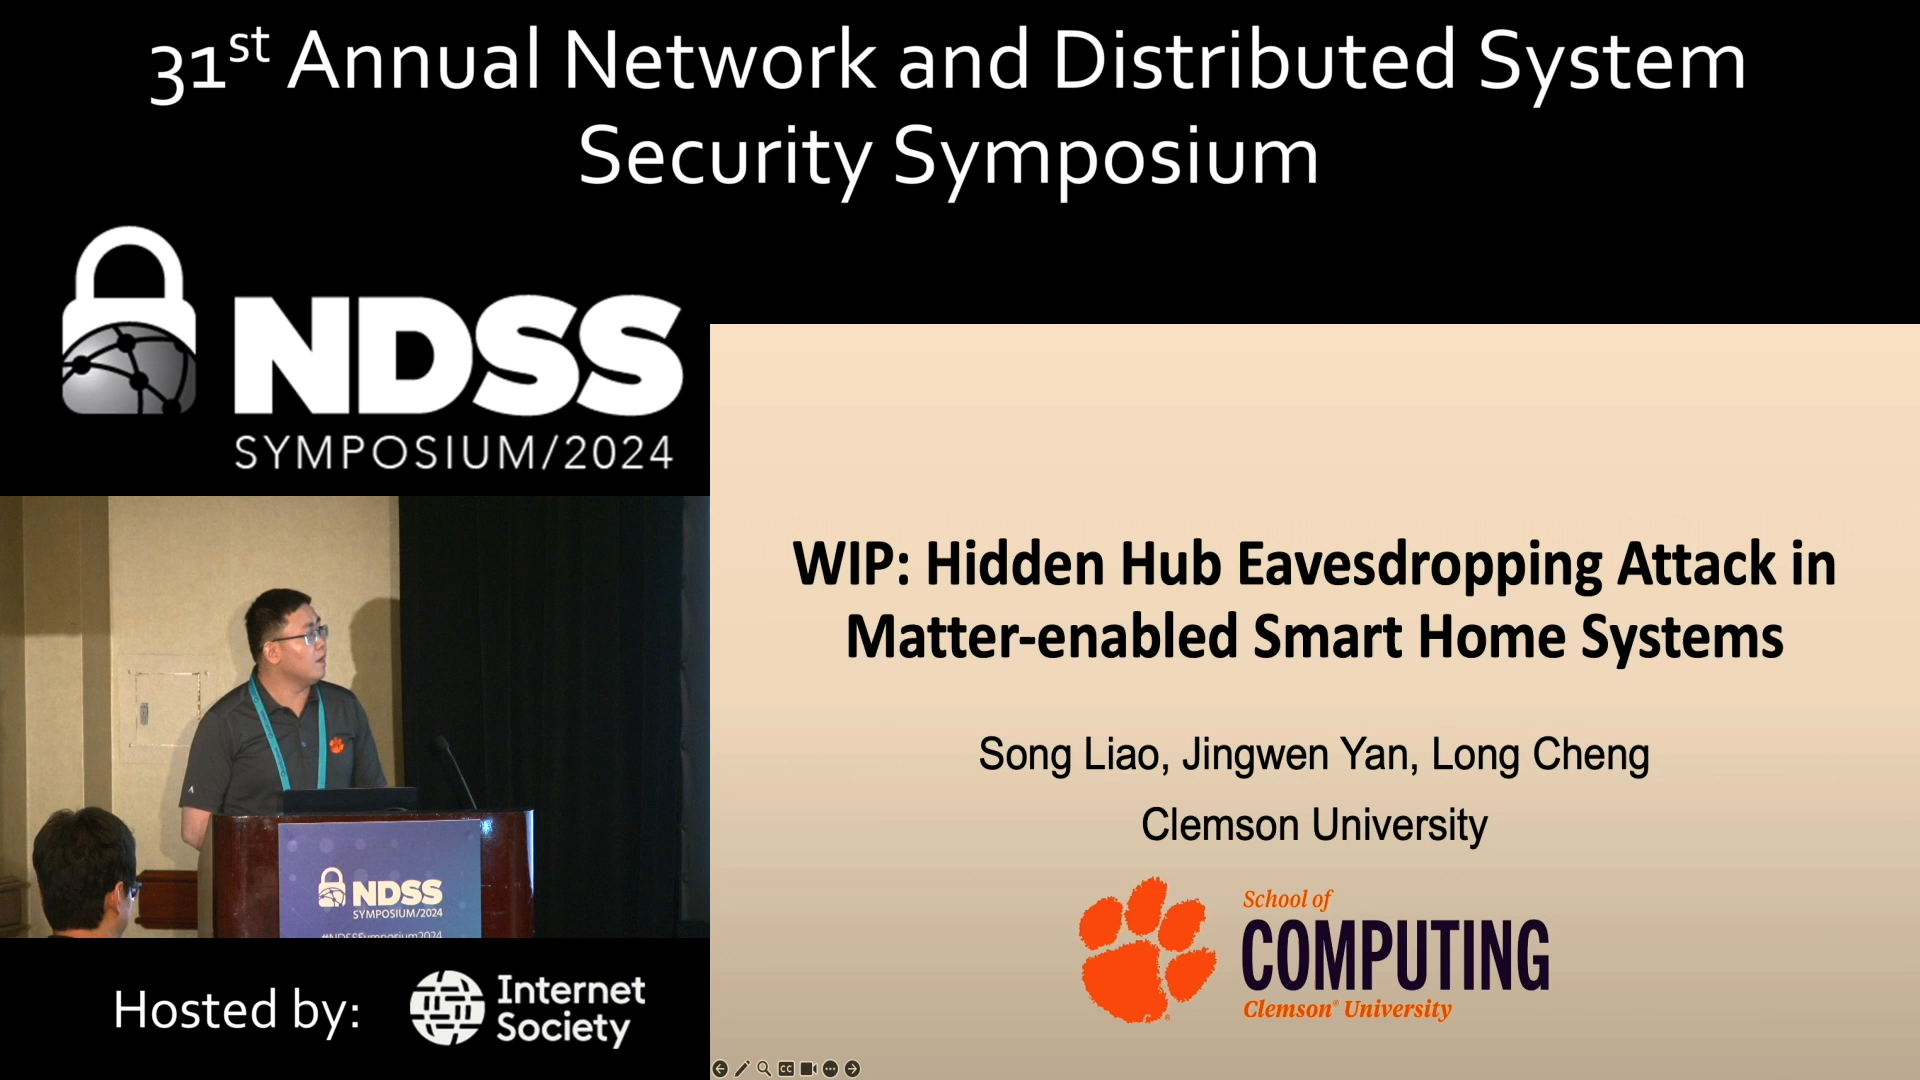 31st Annual Network and Distributed System
Security Symposium
NDSS
SYMPOSIUM/2024
WIP: Hidden Hub Eavesdropping Attack in
Matter-enabled Smart Home Systems
Song Liao, Jingwen Yan, Long Cheng
Clemson University
School of
COMPUTING
Clemson® University
NDSS
SYMPOSIUM/2024
#NDSSSymposium2024
Hosted by:
Internet
Society
CC